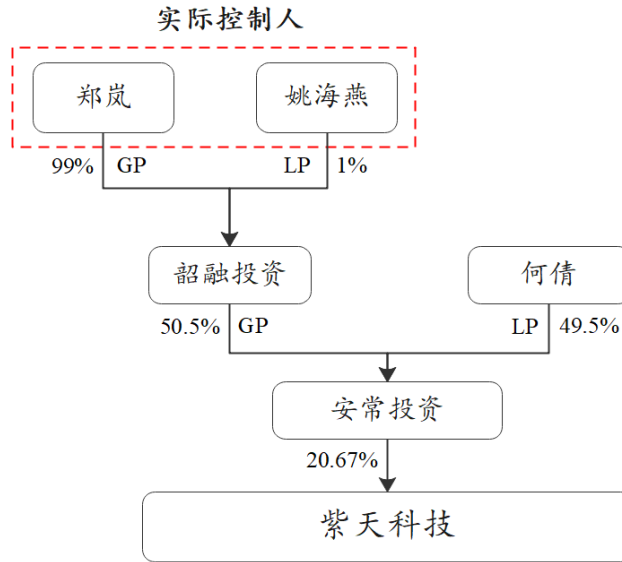 实际控制人
郑岚
姚海燕
99%
GP
LP
1%
韶融投资
何倩
50.5%
GP
LP
49.5%
安常投资
20.67%
紫天科技